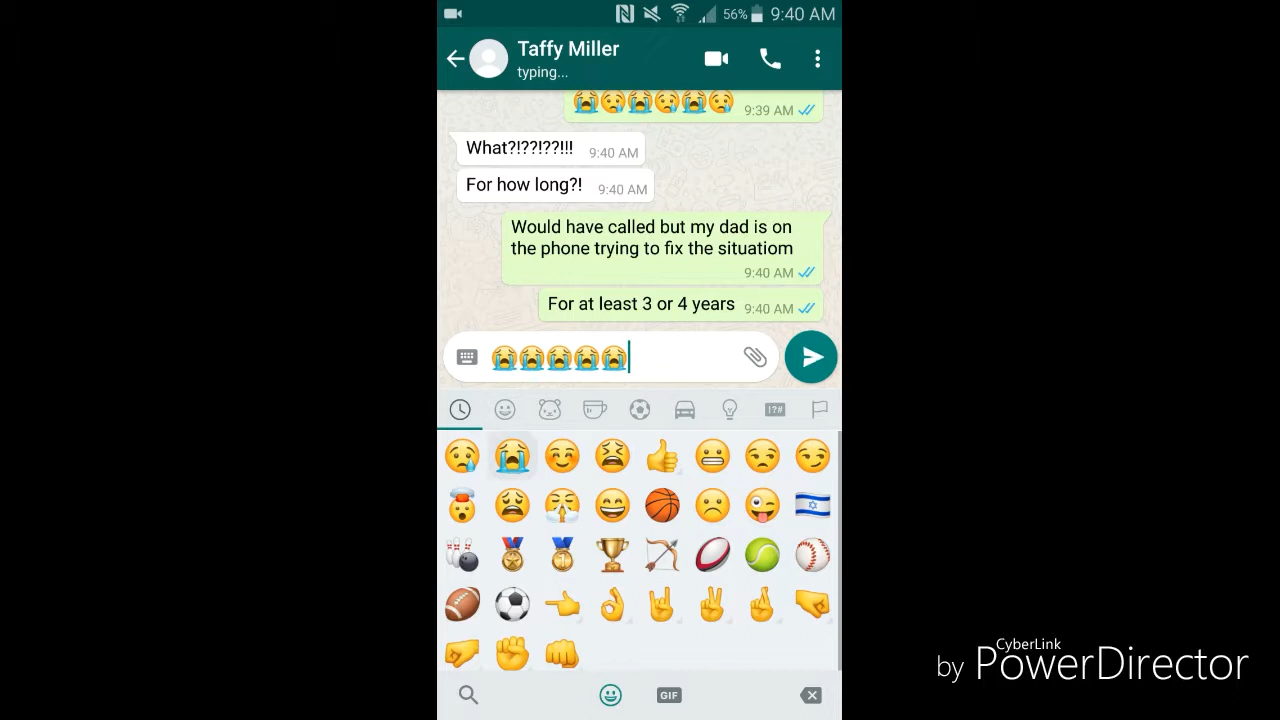 56% 9:40 AM
Taffy Miller
typing...
😭😢😭😢😭😢 9:39 AM
What?!??!??!!! 9:40 AM
For how long?! 9:40 AM
Would have called but my dad is on
the phone trying to fix the situatiom
9:40 AM
For at least 3 or 4 years 9:40 AM
😭😭😭😭😭
!?#
GIF
CyberLink
by PowerDirector